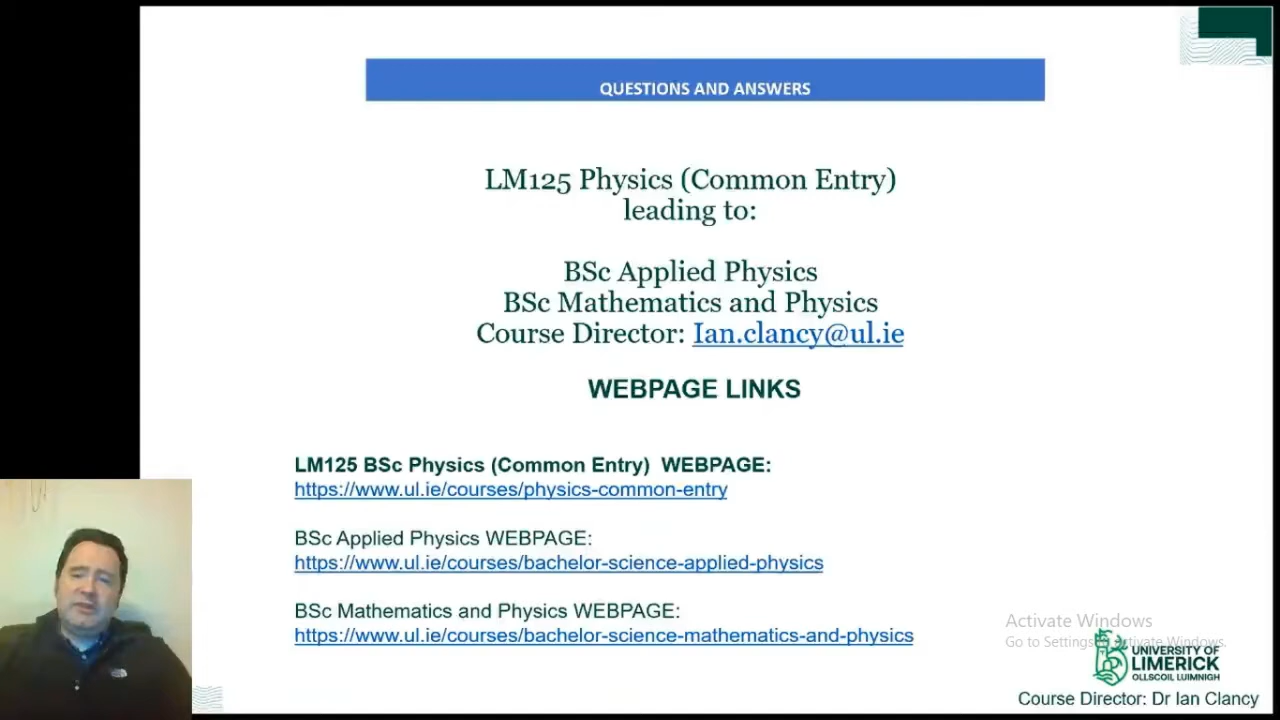 QUESTIONS AND ANSWERS
LM125 Physics (Common Entry)
leading to:
BSc Applied Physics
BSc Mathematics and Physics
Course Director: Ian.clancy@ul.ie
WEBPAGE LINKS
LM125 BSc Physics (Common Entry) WEBPAGE:
https://www.ul.ie/courses/physics-common-entry
BSc Applied Physics WEBPAGE:
https://www.ul.ie/courses/bachelor-science-applied-physics
BSc Mathematics and Physics WEBPAGE:
https://www.ul.ie/courses/bachelor-science-mathematics-and-physics
Activate Windows
Go to Settings to activate Windows.
UNIVERSITY OF
LIMERICK
OLLSCOIL LUIMNIGH
Course Director: Dr Ian Clancy